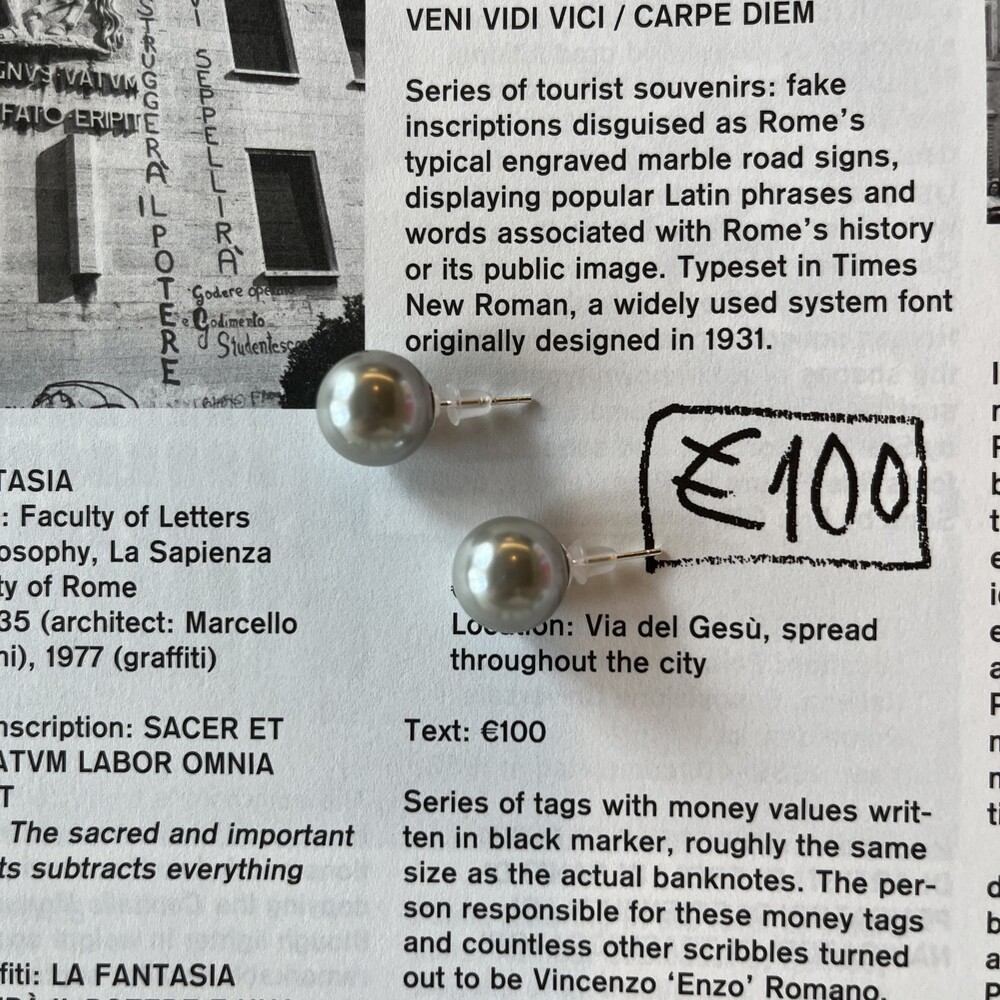 GNVS VATVM
FATO ERIPIT
STRUGGERÀ IL POTERE
VI SEPPELLIRÀ
Godere operaio
e Godimento
Studentesco
TASIA
: Faculty of Letters
osophy, La Sapienza
ty of Rome
35 (architect: Marcello
ni), 1977 (graffiti)
nscription: SACER ET
ATVM LABOR OMNIA
T
The sacred and important
ts subtracts everything
ffiti: LA FANTASIA
VENI VIDI VICI / CARPE DIEM
Series of tourist souvenirs: fake
inscriptions disguised as Rome's
typical engraved marble road signs,
displaying popular Latin phrases and
words associated with Rome's history
or its public image. Typeset in Times
New Roman, a widely used system font
originally designed in 1931.
€100
Location: Via del Gesù, spread
throughout the city
Text: €100
Series of tags with money values writ-
ten in black marker, roughly the same
size as the actual banknotes. The per-
son responsible for these money tags
and countless other scribbles turned
out to be Vincenzo 'Enzo' Romano,